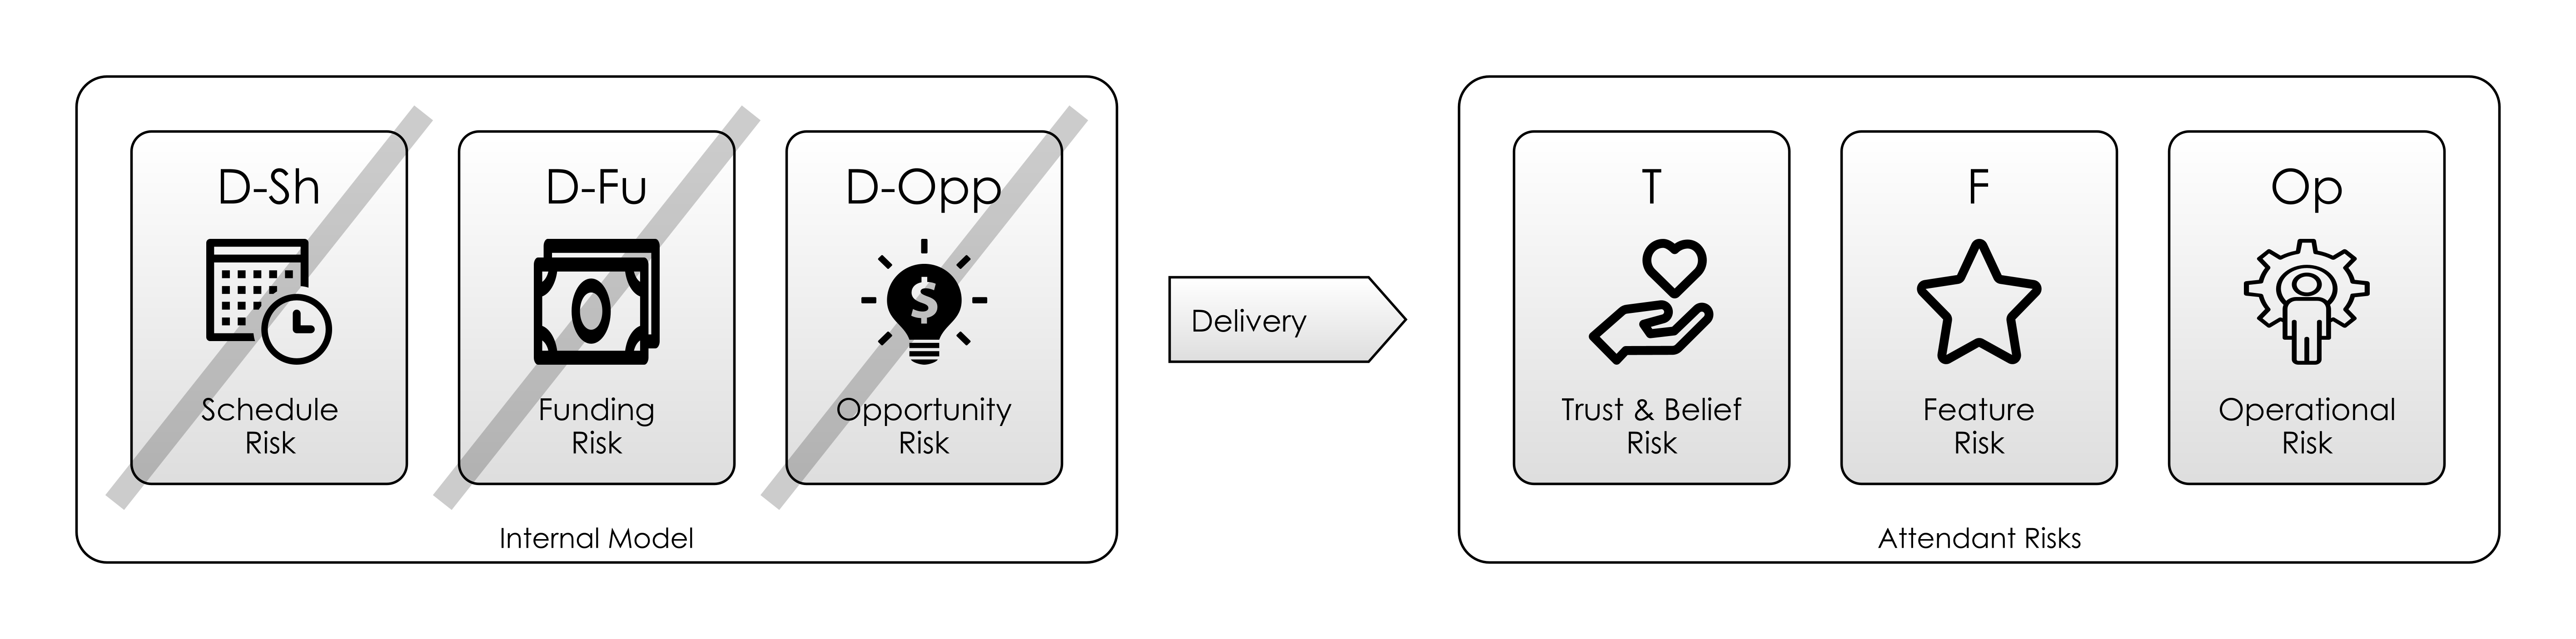 D-Sh
Schedule
Risk
D-Fu
Funding
Risk
D-Opp
$
Opportunity
Risk
Internal Model
Delivery
T
Trust & Belief
Risk
F
Feature
Risk
Op
Operational
Risk
Attendant Risks